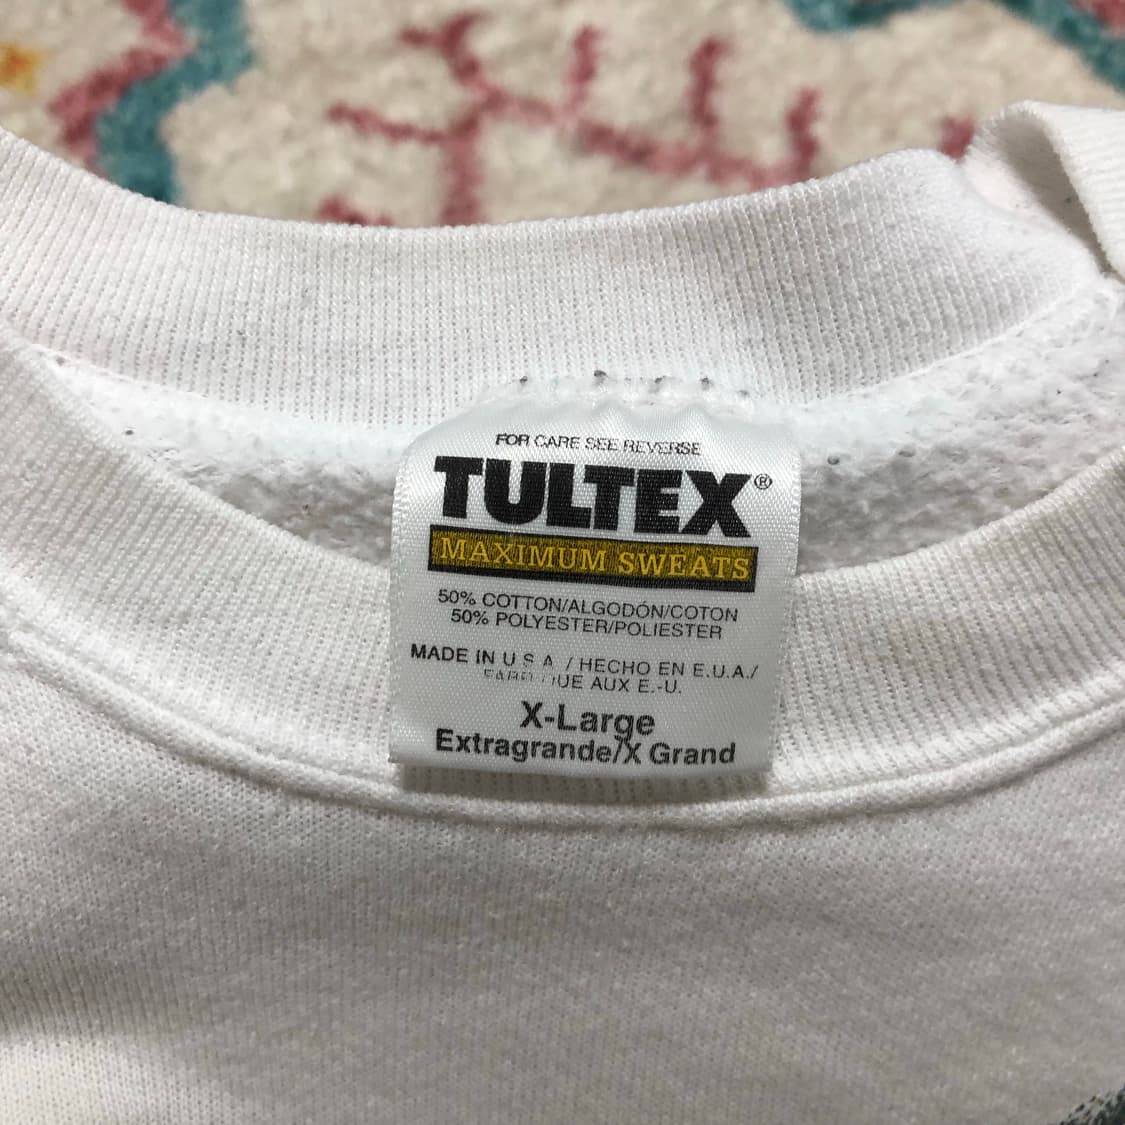 FOR CARE SEE REVERSE
TULTEX®
MAXIMUM SWEATS
50% COTTON/ALGODÓN/COTON
50% POLYESTER/POLIESTER
MADE IN U S A / HECHO EN E.U.A./
AUX E.-U.
X-Large
Extragrande/X Grand